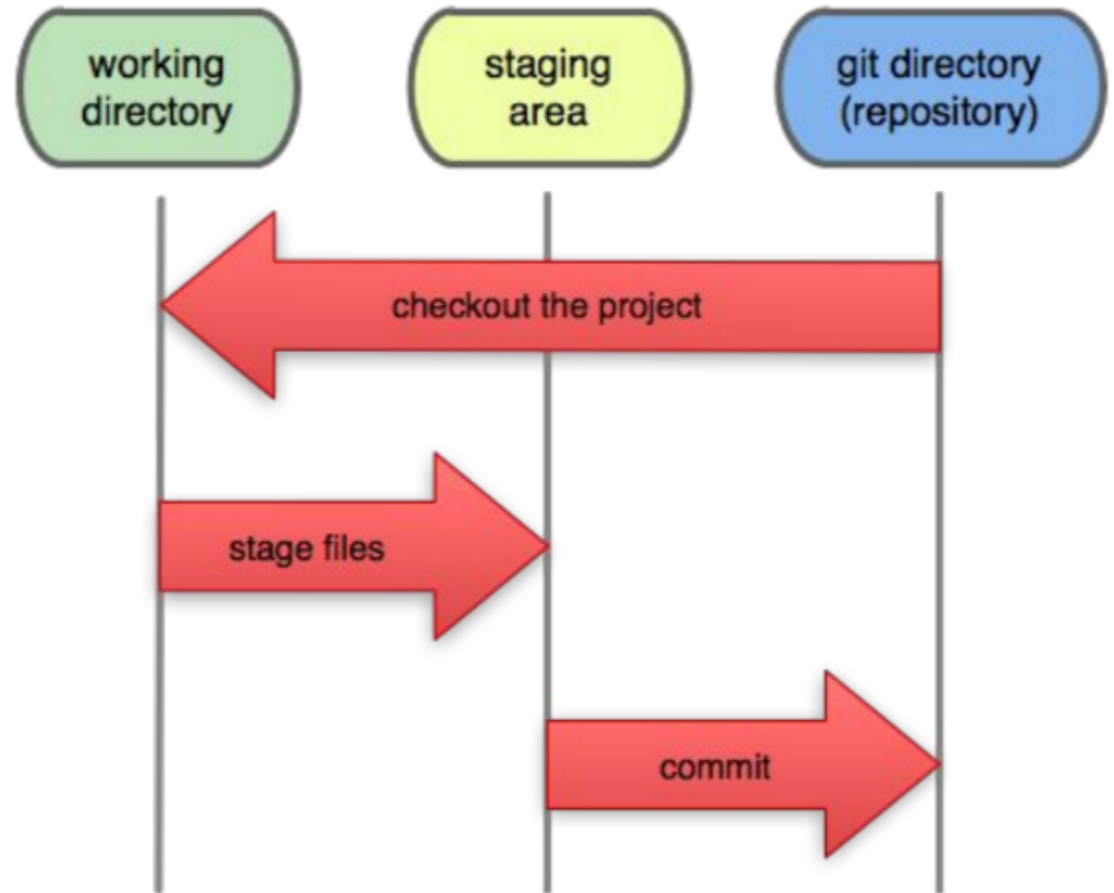 working
directory
staging
area
git directory
(repository)
checkout the project
stage files
commit